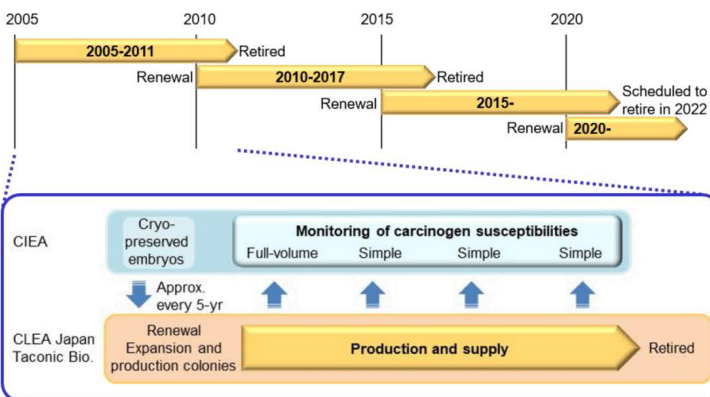 2005 2010 2015 2020
2005-2011 Retired
Renewal 2010-2017 Retired
Renewal 2015- Scheduled to
retire in 2022
Renewal 2020-
CIEA
Cryo-
preserved
embryos
Monitoring of carcinogen susceptibilities
Full-volume Simple Simple Simple
Approx.
every 5-yr
CLEA Japan
Taconic Bio.
Renewal
Expansion and
production colonies
Production and supply
Retired